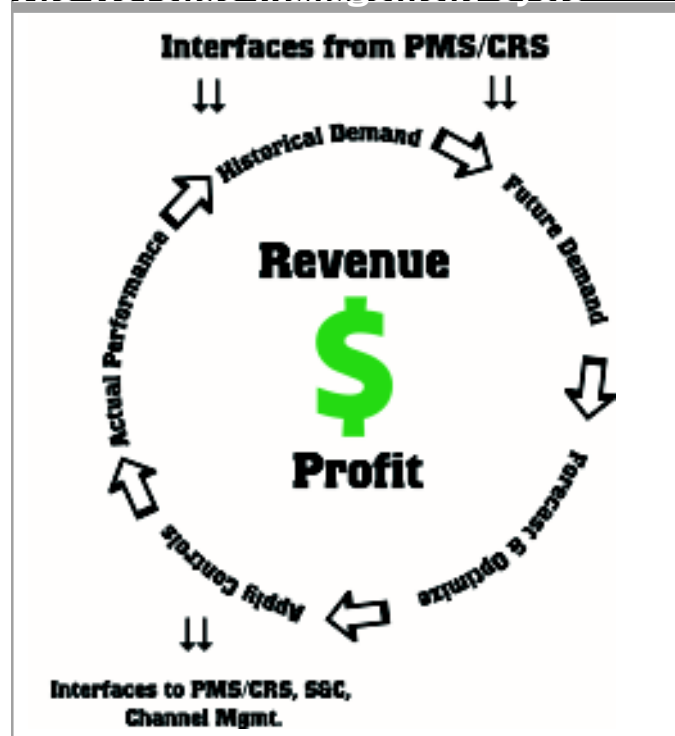 Interfaces from PMS/CRS
Historical Demand
Future Demand
Forecast & Optimize
Apply Controls
Actual Performance
Revenue
$
Profit
Interfaces to PMS/CRS, S&C,
Channel Mgmt.